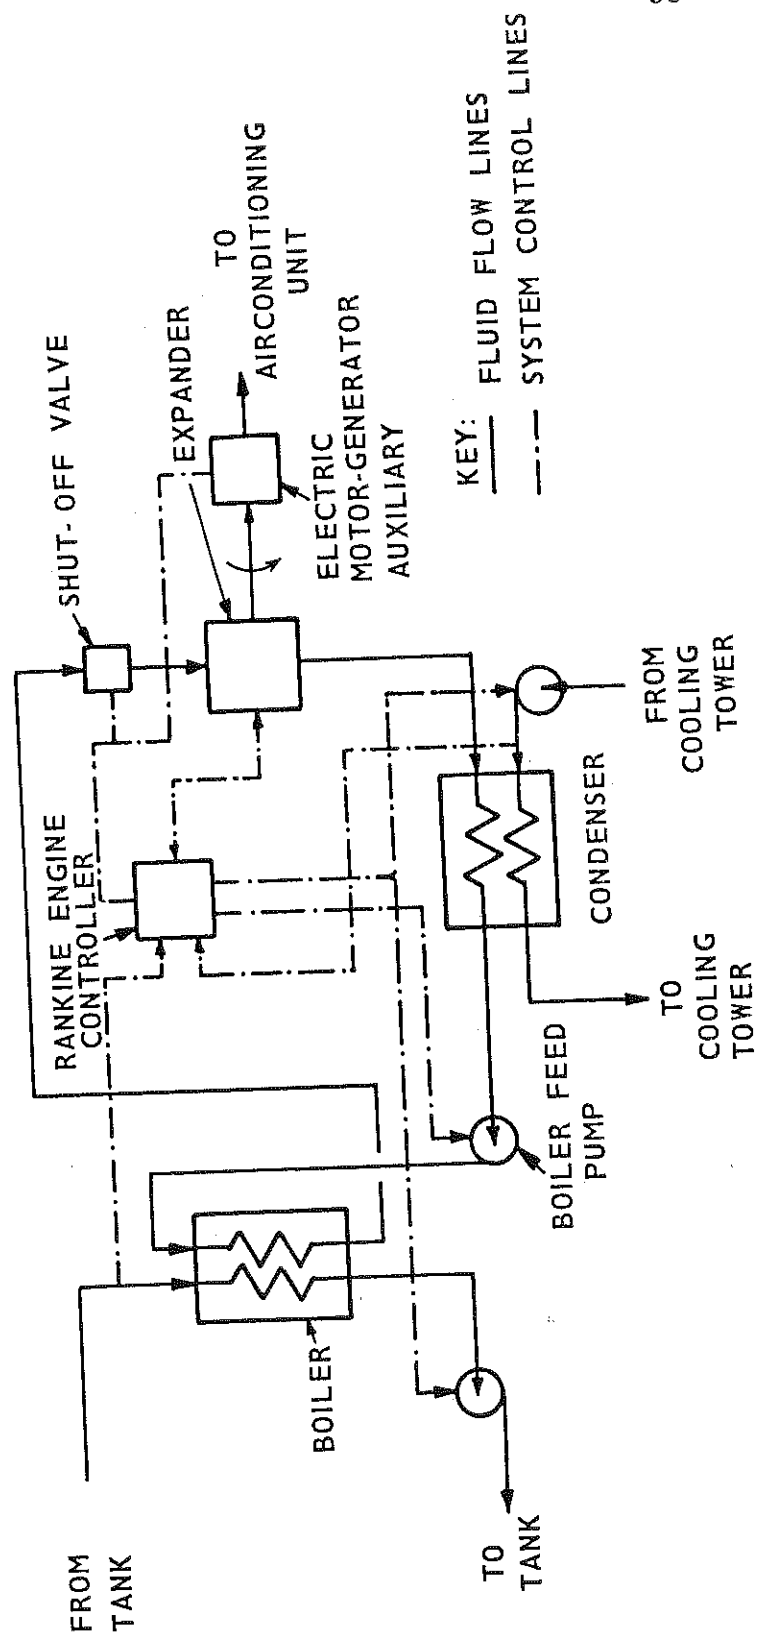 FROM
TANK
BOILER
TO
TANK
RANKINE ENGINE
CONTROLLER
BOILER FEED
PUMP
TO
COOLING
TOWER
CONDENSER
FROM
COOLING
TOWER
SHUT-OFF VALVE
EXPANDER
ELECTRIC
MOTOR-GENERATOR
AUXILIARY
TO
AIRCONDITIONING
UNIT
KEY:
FLUID FLOW LINES
SYSTEM CONTROL LINES